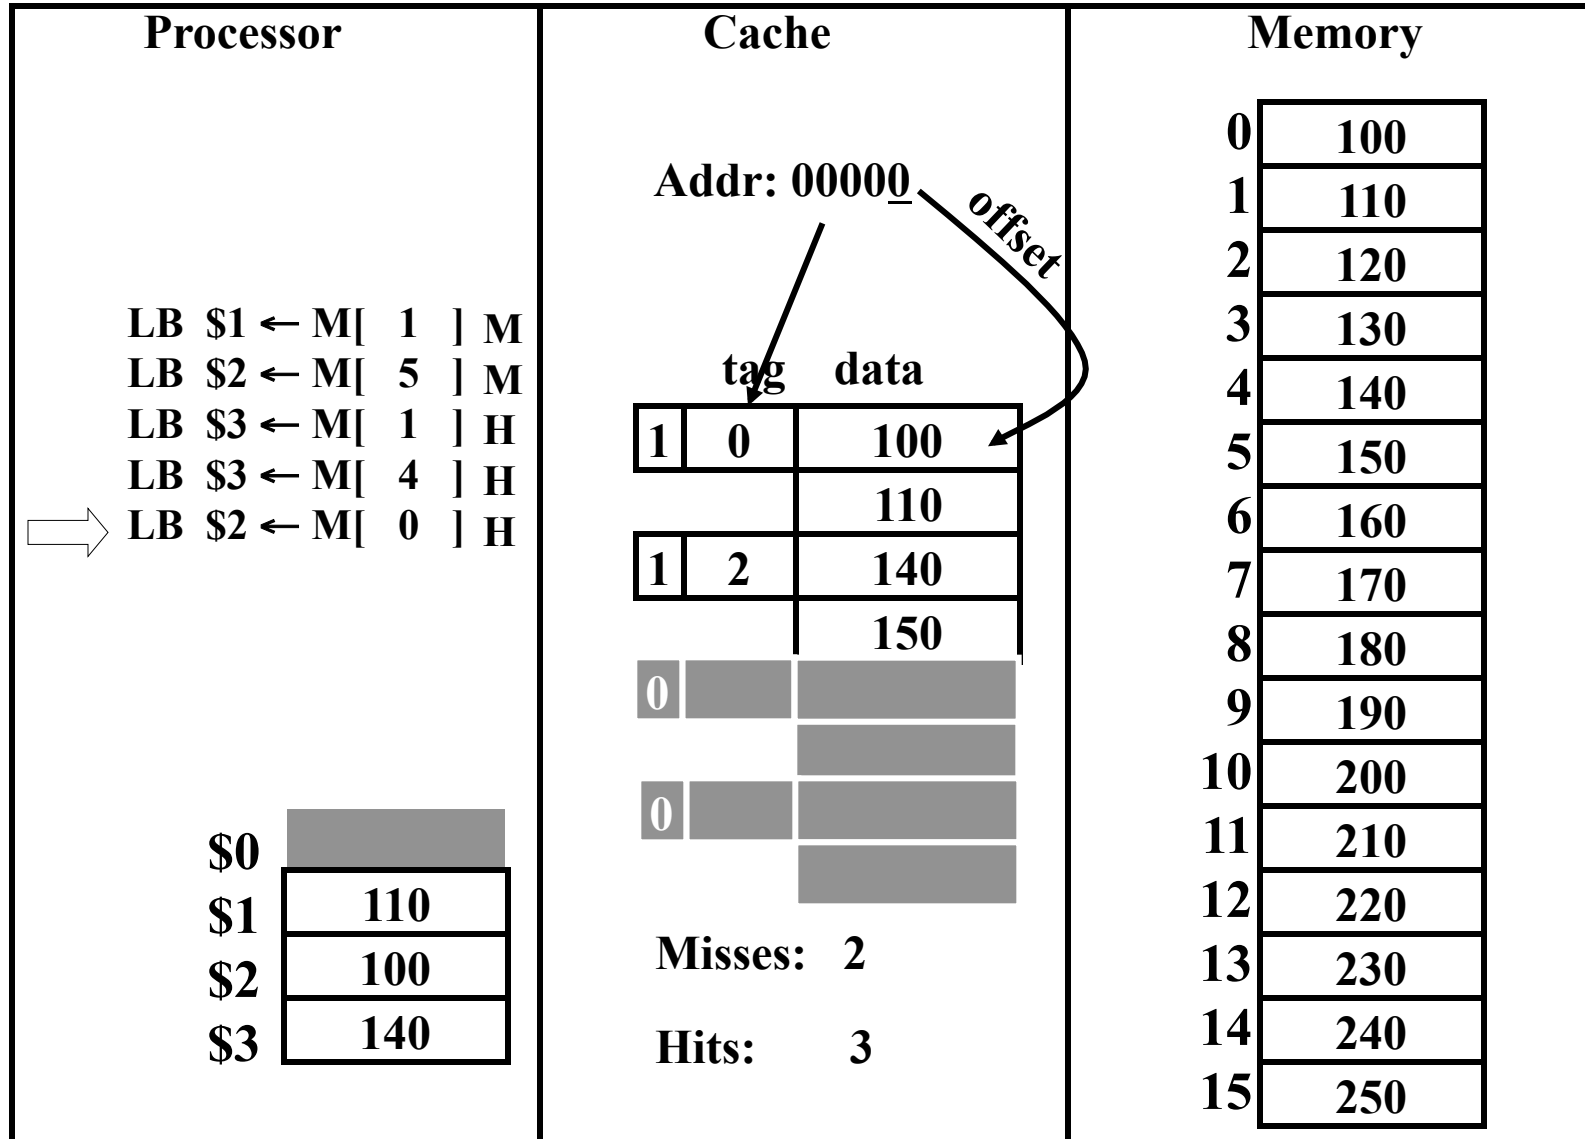 Processor
LB $1 ← M[ 1 ] M
LB $2 ← M[ 5 ] M
LB $3 ← M[ 1 ] H
LB $3 ← M[ 4 ] H
LB $2 ← M[ 0 ] H
$0
$1 110
$2 100
$3 140
Cache
Addr: 00000
offset
tag data
1 0 100
110
1 2 140
150
0
0
Misses: 2
Hits: 3
Memory
0 100
1 110
2 120
3 130
4 140
5 150
6 160
7 170
8 180
9 190
10 200
11 210
12 220
13 230
14 240
15 250